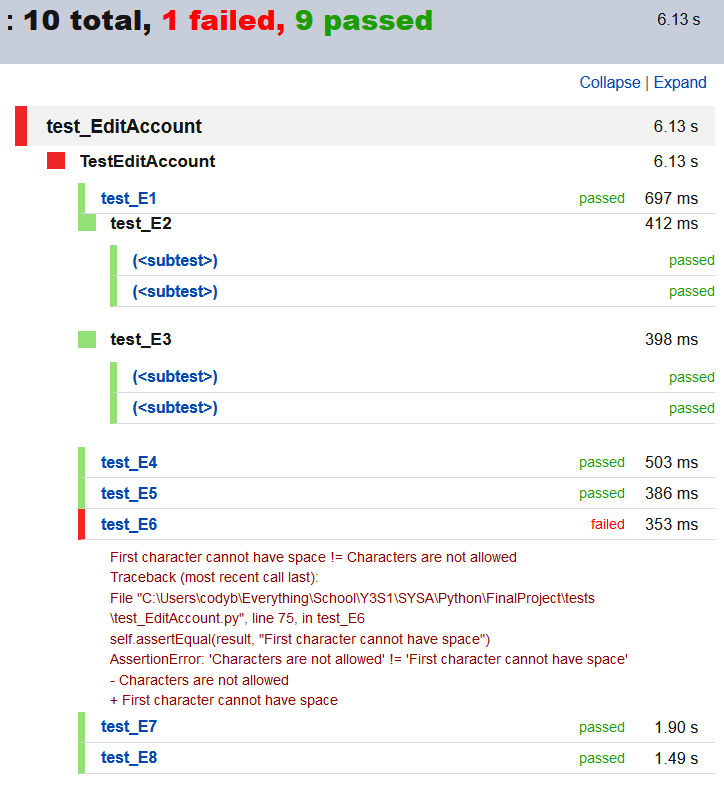 : 10 total, 1 failed, 9 passed 6.13 s
Collapse | Expand
test_EditAccount 6.13 s
TestEditAccount 6.13 s
test_E1 passed 697 ms
test_E2 412 ms
(<subtest>) passed
(<subtest>) passed
test_E3 398 ms
(<subtest>) passed
(<subtest>) passed
test_E4 passed 503 ms
test_E5 passed 386 ms
test_E6 failed 353 ms
First character cannot have space != Characters are not allowed
Traceback (most recent call last):
File "C:\Users\codyb\Everything\School\Y3S1\SYSA\Python\FinalProject\tests
\test_EditAccount.py", line 75, in test_E6
self.assertEqual(result, "First character cannot have space")
AssertionError: 'Characters are not allowed' != 'First character cannot have space'
- Characters are not allowed
+ First character cannot have space
test_E7 passed 1.90 s
test_E8 passed 1.49 s